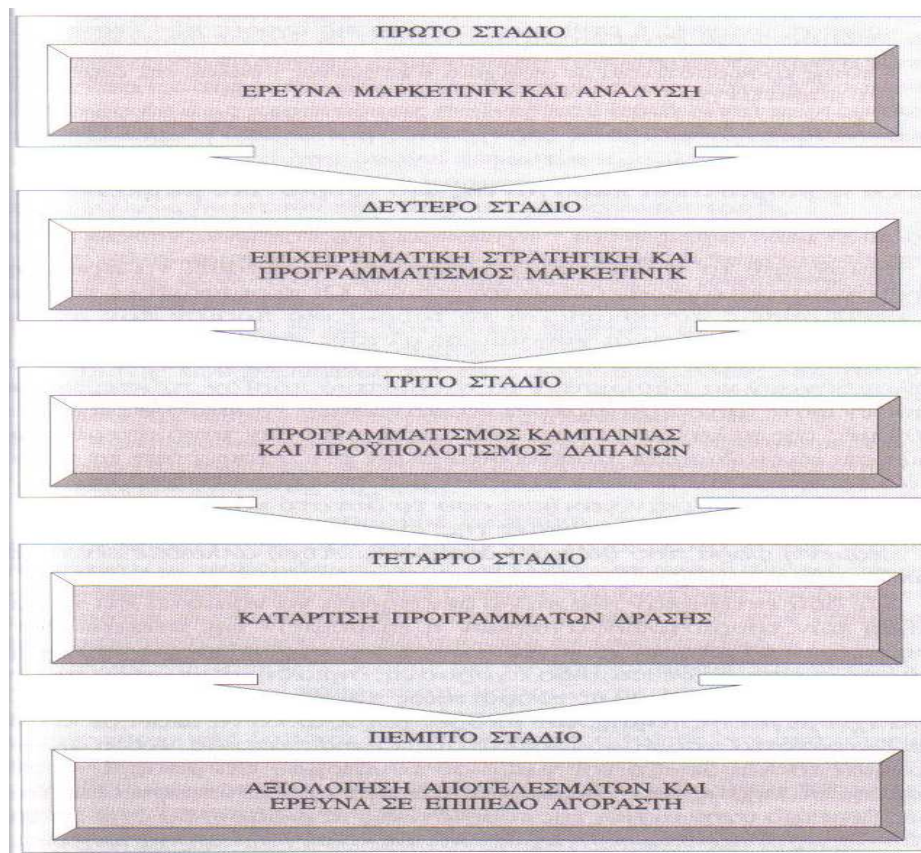 ΠΡΩΤΟ ΣΤΑΔΙΟ
ΕΡΕΥΝΑ ΜΑΡΚΕΤΙΝΓΚ ΚΑΙ ΑΝΑΛΥΣΗ
ΔΕΥΤΕΡΟ ΣΤΑΔΙΟ
ΕΠΙΧΕΙΡΗΜΑΤΙΚΗ ΣΤΡΑΤΗΓΙΚΗ ΚΑΙ
ΠΡΟΓΡΑΜΜΑΤΙΣΜΟΣ ΜΑΡΚΕΤΙΝΓΚ
ΤΡΙΤΟ ΣΤΑΔΙΟ
ΠΡΟΓΡΑΜΜΑΤΙΣΜΟΣ ΚΑΜΠΑΝΙΑΣ
ΚΑΙ ΠΡΟΫΠΟΛΟΓΙΣΜΟΣ ΔΑΠΑΝΩΝ
ΤΕΤΑΡΤΟ ΣΤΑΔΙΟ
ΚΑΤΑΡΤΙΣΗ ΠΡΟΓΡΑΜΜΑΤΩΝ ΔΡΑΣΗΣ
ΠΕΜΠΤΟ ΣΤΑΔΙΟ
ΑΞΙΟΛΟΓΗΣΗ ΑΠΟΤΕΛΕΣΜΑΤΩΝ ΚΑΙ
ΕΡΕΥΝΑ ΣΕ ΕΠΙΠΕΔΟ ΑΓΟΡΑΣΤΗ